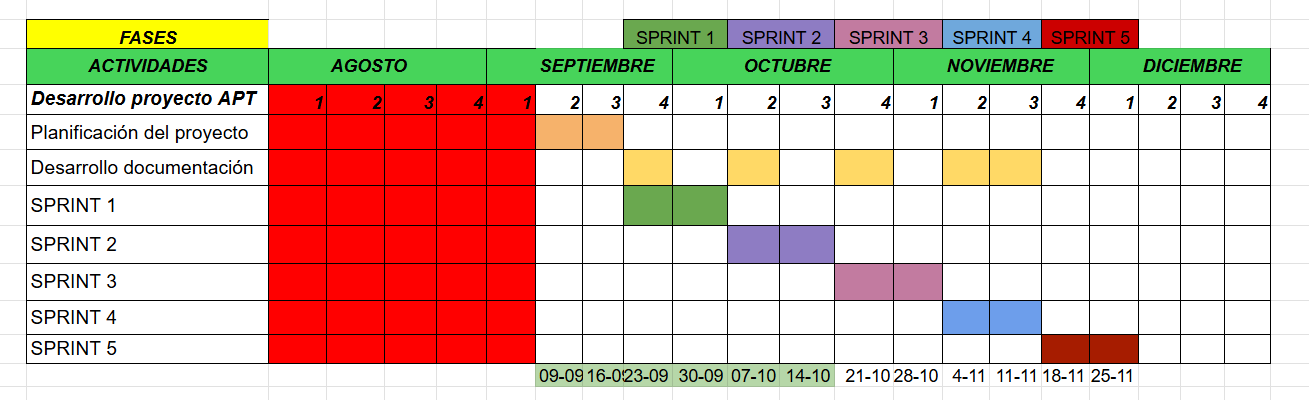 FASES SPRINT 1 SPRINT 2 SPRINT 3 SPRINT 4 SPRINT 5
ACTIVIDADES AGOSTO SEPTIEMBRE OCTUBRE NOVIEMBRE DICIEMBRE
Desarrollo proyecto APT 1 2 3 4 1 2 3 4 1 2 3 4 1 2 3 4 1 2 3 4
Planificación del proyecto
Desarrollo documentación
SPRINT 1
SPRINT 2
SPRINT 3
SPRINT 4
SPRINT 5
09-09 16-09 23-09 30-09 07-10 14-10 21-10 28-10 4-11 11-11 18-11 25-11